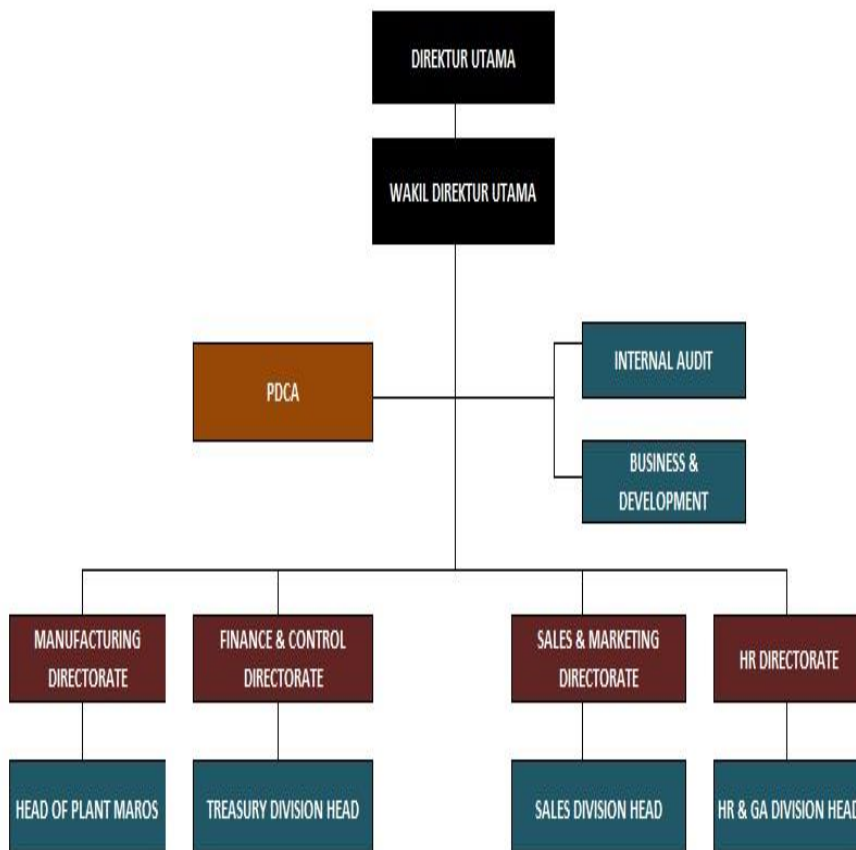 DIREKTUR UTAMA
WAKIL DIREKTUR UTAMA
PDCA
INTERNAL AUDIT
BUSINESS &
DEVELOPMENT
MANUFACTURING
DIRECTORATE
FINANCE & CONTROL
DIRECTORATE
SALES & MARKETING
DIRECTORATE
HR DIRECTORATE
HEAD OF PLANT MAROS
TREASURY DIVISION HEAD
SALES DIVISION HEAD
HR & GA DIVISION HEAD